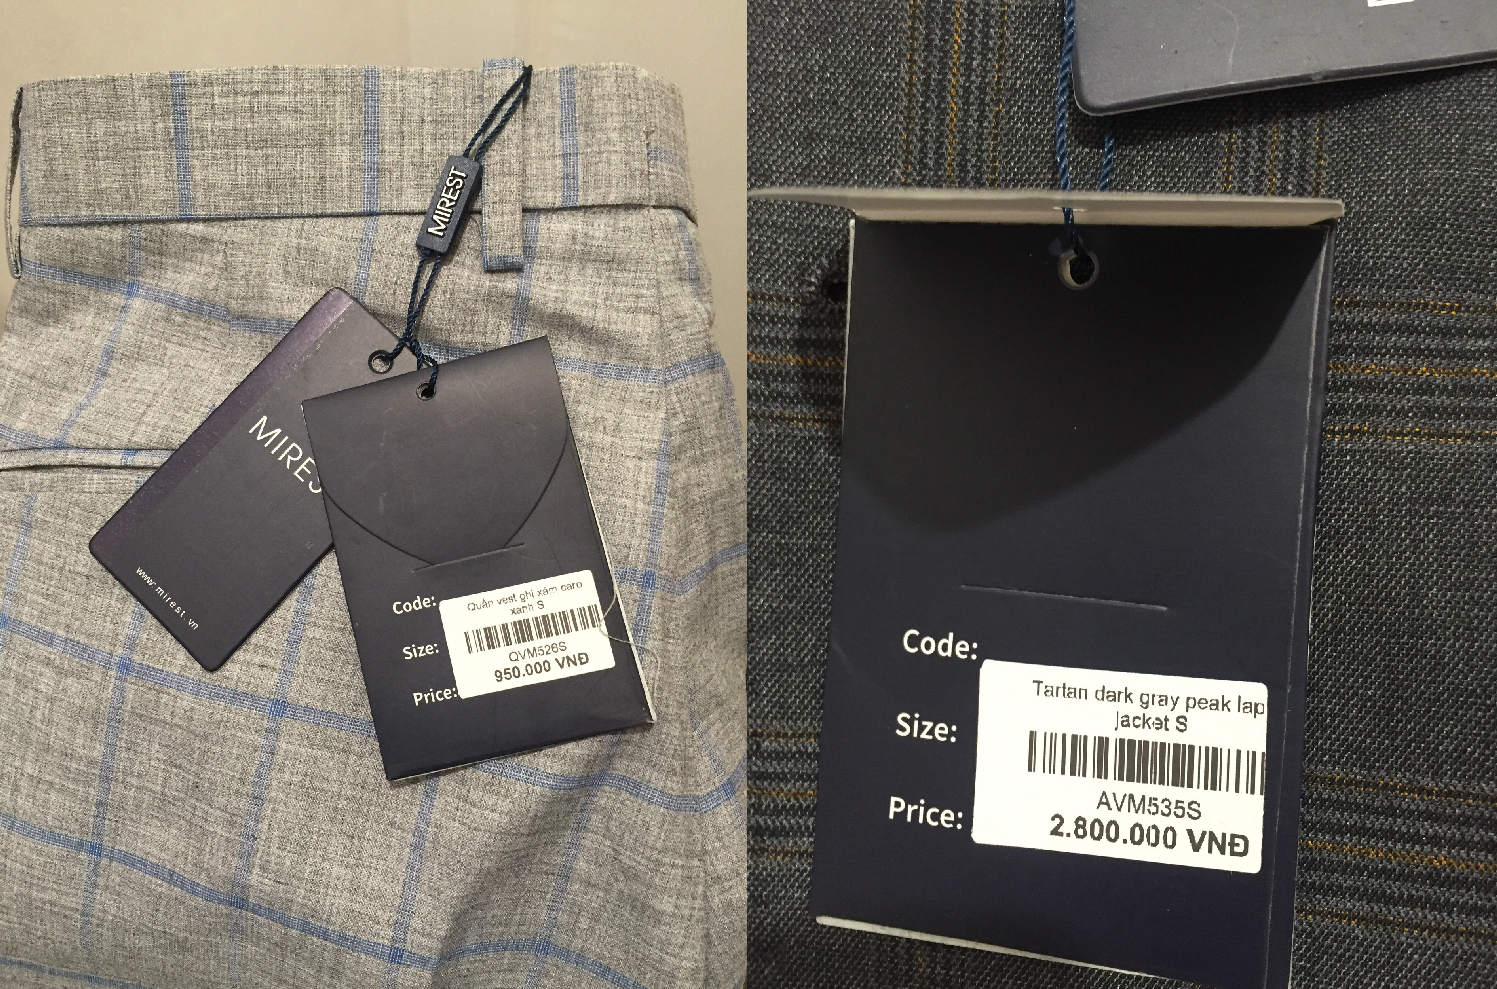 MIREST
MIRES
www.mirest.vn
Code:
Quần vest ghi xám caro
xanh S
Size:
QVM526S
Price:
950.000 VNĐ
Code:
Tartan dark gray peak lap
jacket S
Size:
AVM535S
Price:
2.800.000 VNĐ